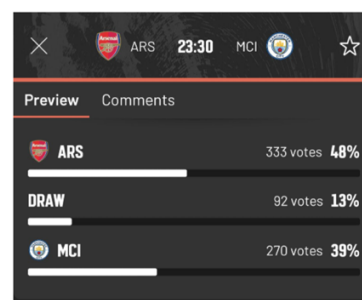 ARS 23:30 MCI
Preview Comments
ARS 333 votes 48%
DRAW 92 votes 13%
MCI 270 votes 39%